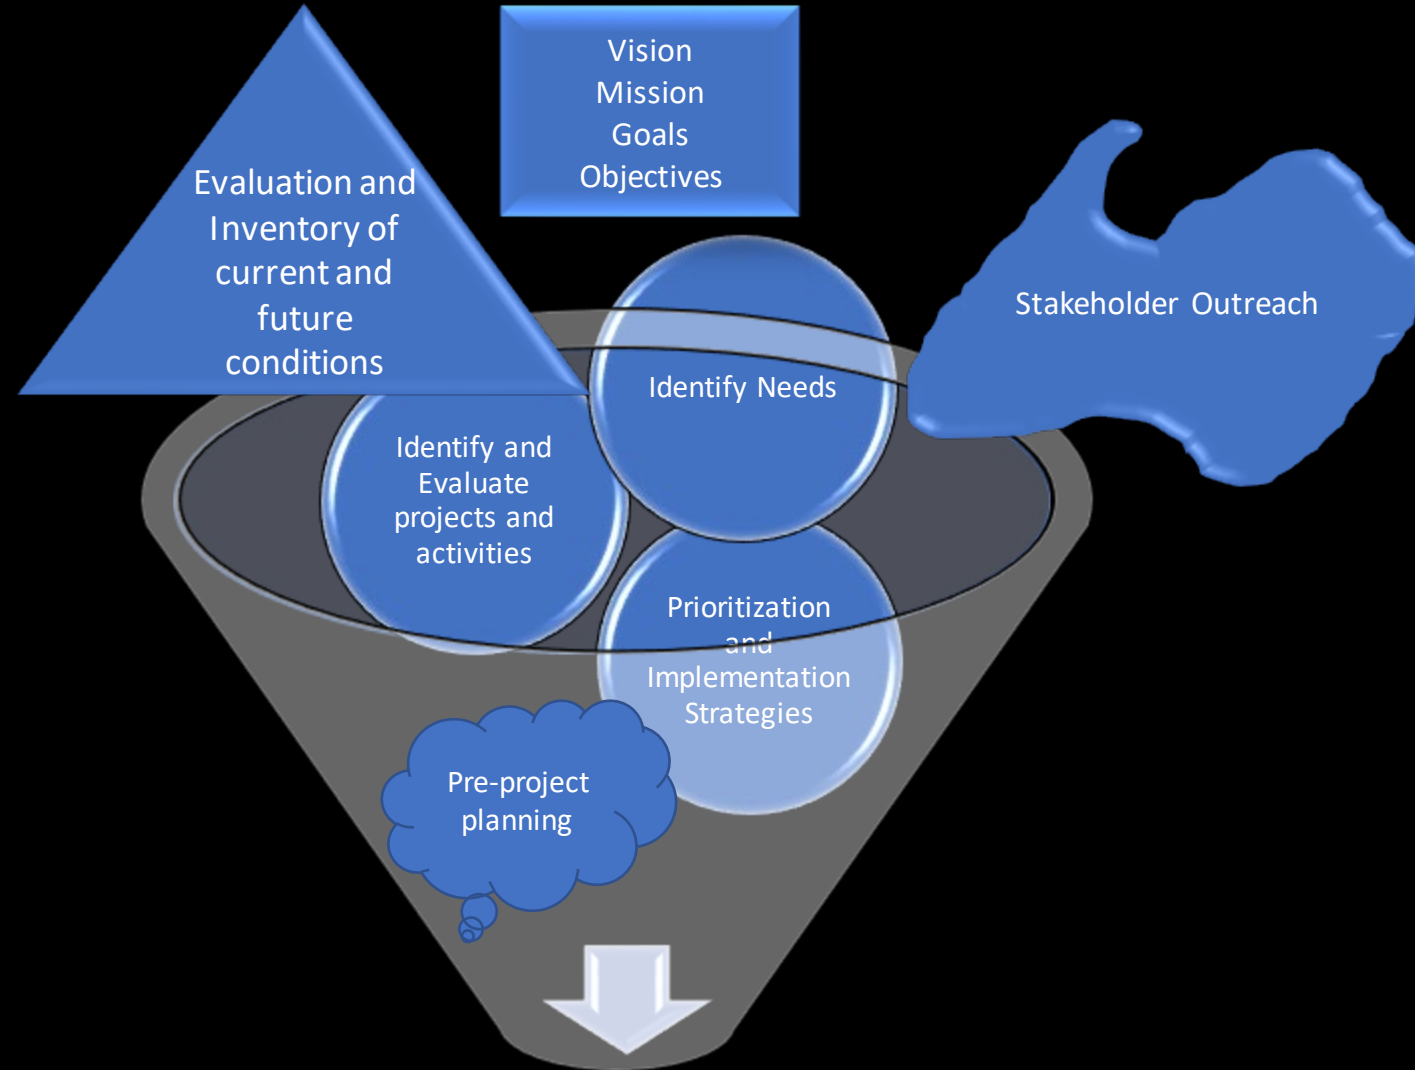 Vision
Mission
Goals
Objectives
Evaluation and
Inventory of
current and
future
conditions
Stakeholder Outreach
Identify Needs
Identify and
Evaluate
projects and
activities
Prioritization
and
Implementation
Strategies
Pre-project
planning